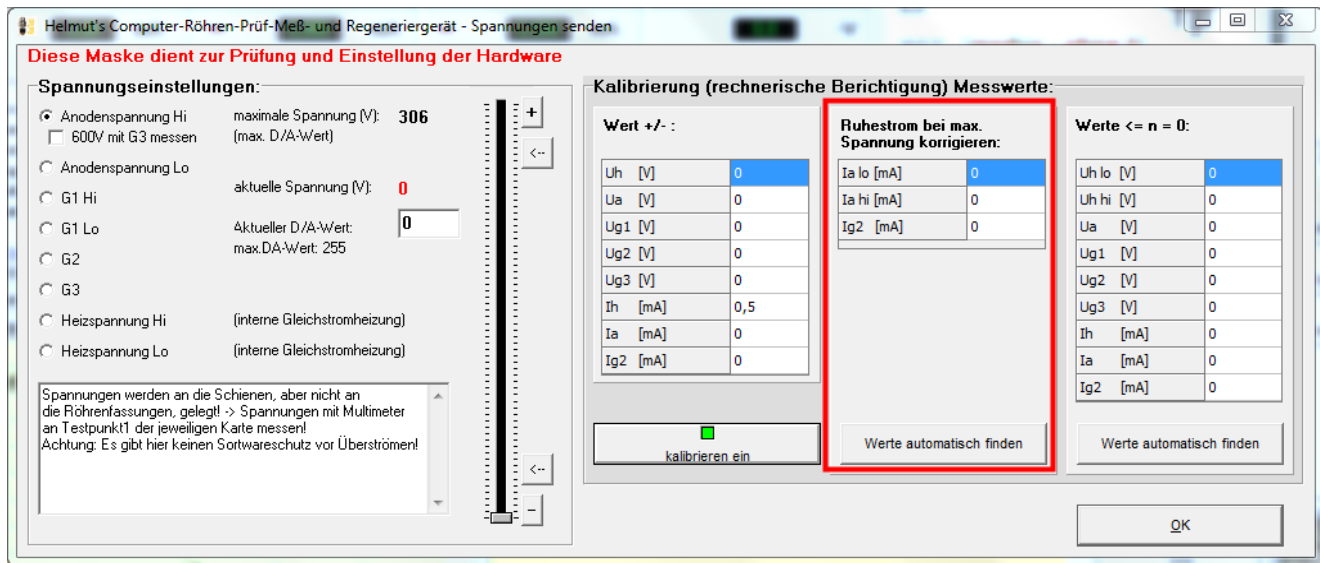 Helmut's Computer-Röhren-Prüf-Meß- und Regeneriergerät - Spannungen senden
Diese Maske dient zur Prüfung und Einstellung der Hardware
Spannungseinstellungen:
Anodenspannung Hi
600V mit G3 messen
Anodenspannung Lo
G1 Hi
G1 Lo
G2
G3
Heizspannung Hi
(interne Gleichstromheizung)
Heizspannung Lo
(interne Gleichstromheizung)
maximale Spannung (V): 306
(max. D/A-Wert)
aktuelle Spannung (V): 0
Aktueller D/A-Wert: 0
max.DA-Wert: 255
+
<--
<--
-
Spannungen werden an die Schienen, aber nicht an
die Röhrenfassungen, gelegt! -> Spannungen mit Multimeter
an Testpunkt1 der jeweiligen Karte messen!
Achtung: Es gibt hier keinen Sortwareschutz vor Überströmen!
Kalibrierung (rechnerische Berichtigung) Messwerte:
Wert +/- :
Uh [V] 0
Ua [V] 0
Ug1 [V] 0
Ug2 [V] 0
Ug3 [V] 0
Ih [mA] 0,5
Ia [mA] 0
Ig2 [mA] 0
kalibrieren ein
Ruhestrom bei max.
Spannung korrigieren:
Ia lo [mA] 0
Ia hi [mA] 0
Ig2 [mA] 0
Werte automatisch finden
Werte <= n = 0:
Uh lo [V] 0
Uh hi [V] 0
Ua [V] 0
Ug1 [V] 0
Ug2 [V] 0
Ug3 [V] 0
Ih [mA] 0
Ia [mA] 0
Ig2 [mA] 0
Werte automatisch finden
OK